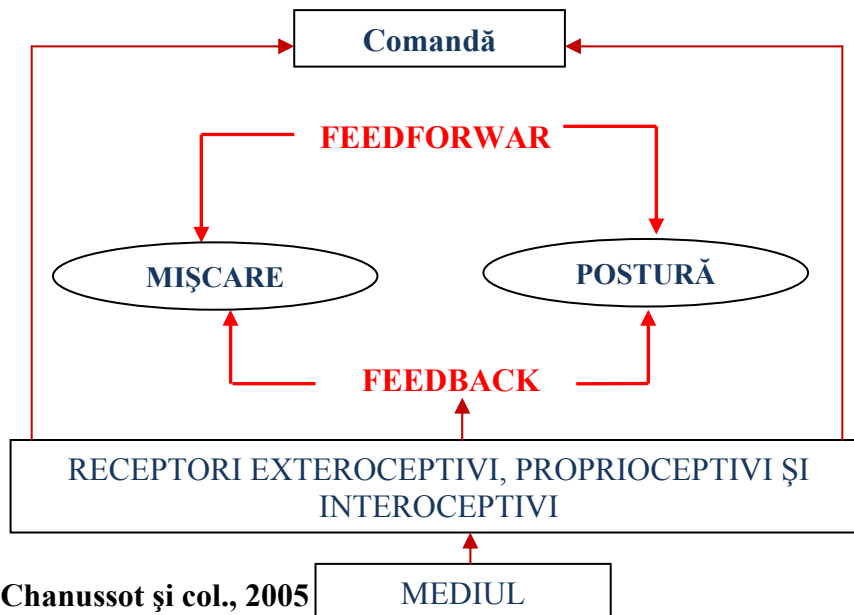 Comandă
FEEDFORWAR
MIŞCARE
POSTURĂ
FEEDBACK
RECEPTORI EXTEROCEPTIVI, PROPRIOCEPTIVI ŞI
INTEROCEPTIVI
Chanussot şi col., 2005
MEDIUL